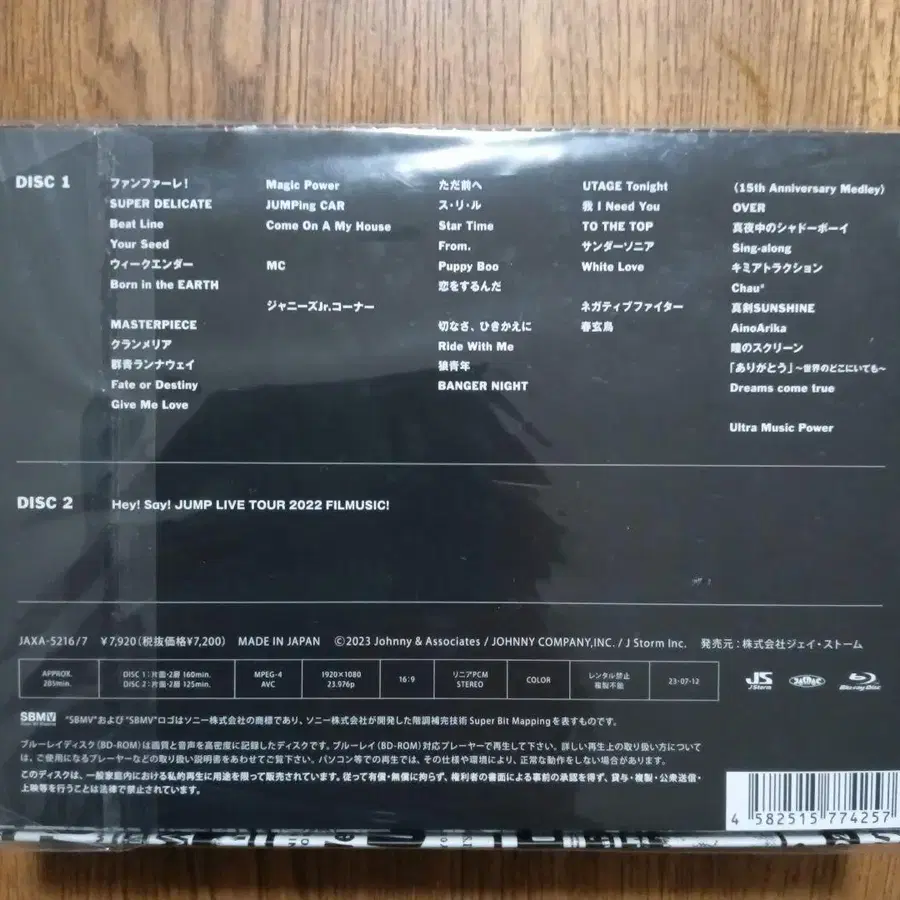 DISC 1
ファンファーレ!
SUPER DELICATE
Beat Line
Your Seed
ウィークエンダー
Born in the EARTH
MASTERPIECE
クランメリア
群青ランナウェイ
Fate or Destiny
Give Me Love
Magic Power
JUMPing CAR
Come On A My House
MC
ジャニーズJr.コーナー
ただ前へ
ス・リ・ル
Star Time
From.
Puppy Boo
恋をするんだ
切なさ、ひきかえに
Ride With Me
狼青年
BANGER NIGHT
UTAGE Tonight
我 I Need You
TO THE TOP
サンダーソニア
White Love
ネガティブファイター
春玄鳥
(15th Anniversary Medley)
OVER
真夜中のシャドーボーイ
Sing-along
キミアトラクション
Chau#
真剣SUNSHINE
AinoArika
瞳のスクリーン
「ありがとう」~世界のどこにいても~
Dreams come true
Ultra Music Power
DISC 2
Hey! Say! JUMP LIVE TOUR 2022 FILMUSIC!
JAXA-5216/7 ¥7,920(税抜価格¥7,200) MADE IN JAPAN ©2023 Johnny & Associates / JOHNNY COMPANY,INC. / J Storm Inc. 発売元:株式会社ジェイ・ストーム
APPROX. 285min.
DISC 1:片面・2層 160min.
DISC 2:片面・2層 125min.
MPEG-4 AVC
1920×1080 23.976p
16:9
リニアPCM STEREO
COLOR
レンタル禁止 複製不能
23・07・12
JS J Storm
Blu-ray Disc
SBMV "SBMV"および"SBMV"ロゴはソニー株式会社の商標であり、ソニー株式会社が開発した階調補完技術 Super Bit Mappingを表すものです。
ブルーレイディスク(BD-ROM)は画質と音声を高密度に記録したディスクです。ブルーレイ(BD-ROM)対応プレーヤーで再生して下さい。詳しい再生上の取り扱い方について
は、ご使用になるプレーヤーなどの取り扱い説明書をあわせてご覧下さい。パソコン等での再生では、その仕様や環境により、正常な動作をしない場合があります。
このディスクは、一般家庭内における私的再生に用途を限って販売されています。従って有償・無償に拘らず、権利者の書面による事前の承認を得ず、貸与・複製・公衆送信・
上映等を行うことは法律で禁止されています。
4 582515 774257